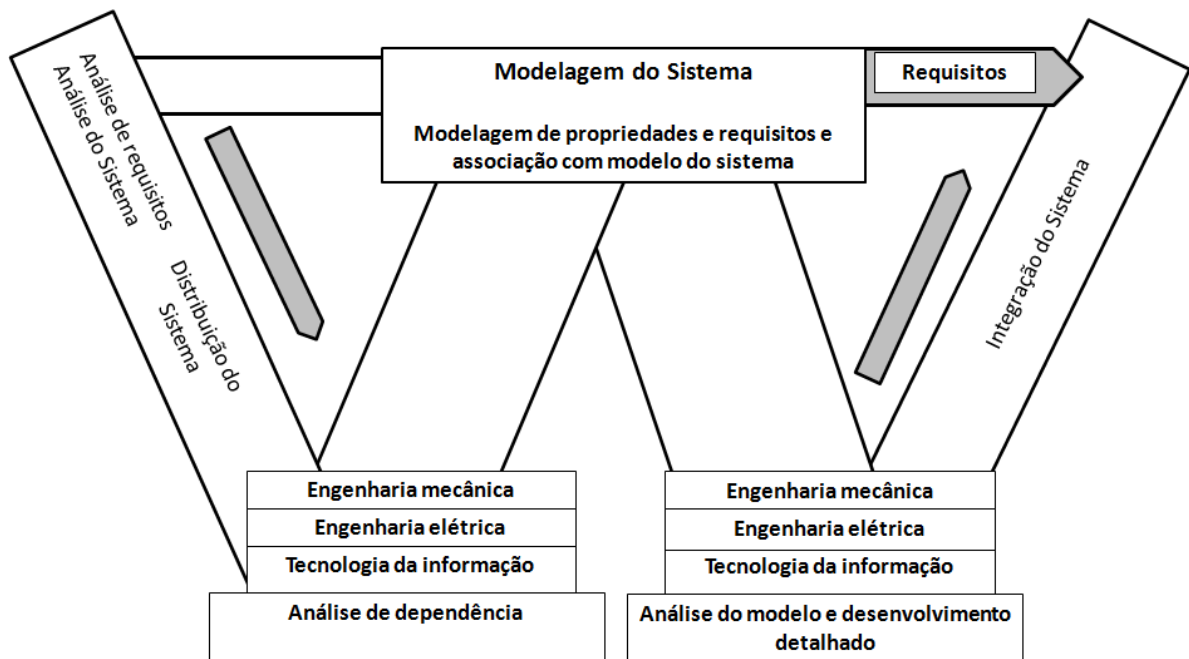 Análise de requisitos
Análise do Sistema
Distribuição do
Sistema
Modelagem do Sistema
Modelagem de propriedades e requisitos e
associação com modelo do sistema
Requisitos
Integração do Sistema
Engenharia mecânica
Engenharia elétrica
Tecnologia da informação
Análise de dependência
Engenharia mecânica
Engenharia elétrica
Tecnologia da informação
Análise do modelo e desenvolvimento
detalhado